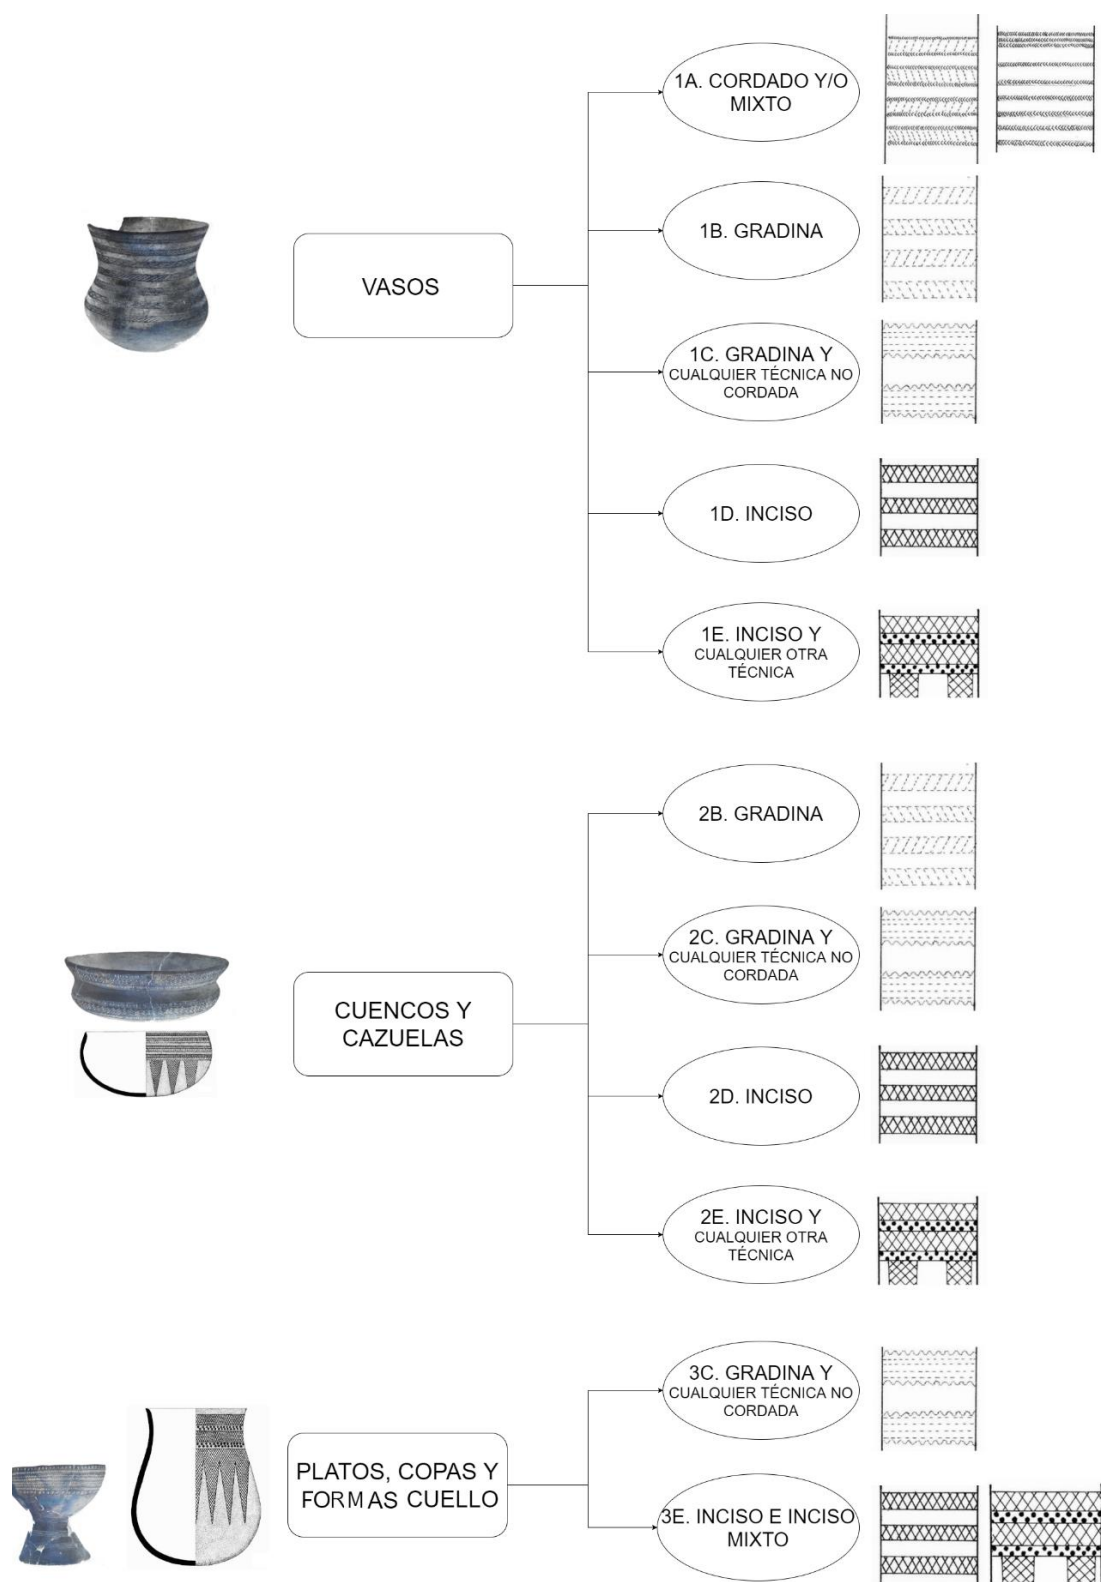 1A. CORDADO Y/O
MIXTO
1B. GRADINA
VASOS
1C. GRADINA Y
CUALQUIER TÉCNICA NO
CORDADA
1D. INCISO
1E. INCISO Y
CUALQUIER OTRA
TÉCNICA
2B. GRADINA
2C. GRADINA Y
CUALQUIER TÉCNICA NO
CORDADA
CUENCOS Y
CAZUELAS
2D. INCISO
2E. INCISO Y
CUALQUIER OTRA
TÉCNICA
3C. GRADINA Y
CUALQUIER TÉCNICA NO
CORDADA
PLATOS, COPAS Y
FORMAS CUELLO
3E. INCISO E INCISO
MIXTO